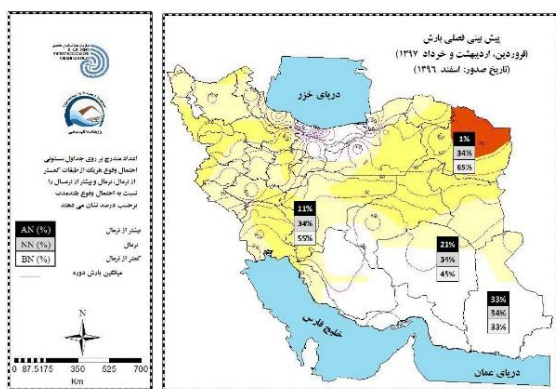 پیش بینی فصلی بارش
(فروردین، اردیبهشت و خرداد ۱۳۹۷)
(تاریخ صدور: اسفند ۱۳۹۶)
دریای خزر
1%
34%
65%
11%
34%
55%
21%
34%
45%
33%
34%
33%
خلیج فارس
دریای عمان
اعداد مندرج بر روی جداول ستونی
احتمال وقوع هریک از طبقات کمتر
از نرمال، نرمال و بیشتر از نرمال را
نسبت به احتمال وقوع بلندمدت
برحسب درصد نشان می دهند
AN (%) بیشتر از نرمال
NN (%) نرمال
BN (%) کمتر از نرمال
میانگین بارش دوره
N
0 87.5175 350 525 700
Km